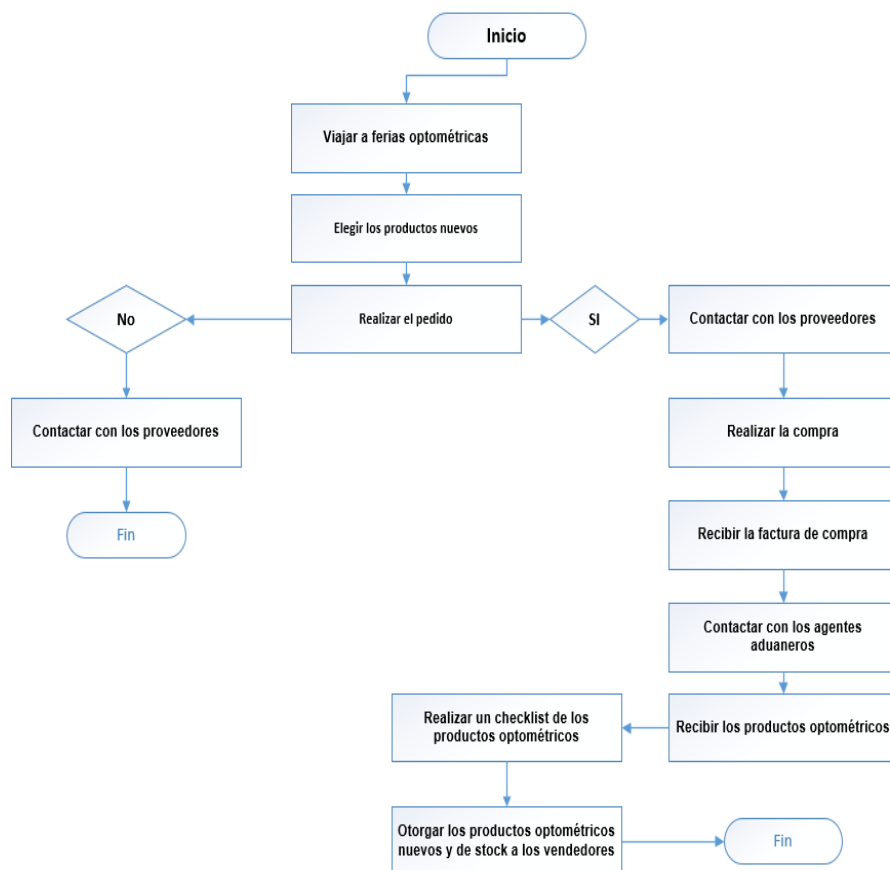 Inicio
Viajar a ferias optométricas
Elegir los productos nuevos
No
Realizar el pedido
SI
Contactar con los proveedores
Contactar con los proveedores
Realizar la compra
Fin
Recibir la factura de compra
Contactar con los agentes
aduaneros
Realizar un checklist de los
productos optométricos
Recibir los productos optométricos
Otorgar los productos optométricos
nuevos y de stock a los vendedores
Fin